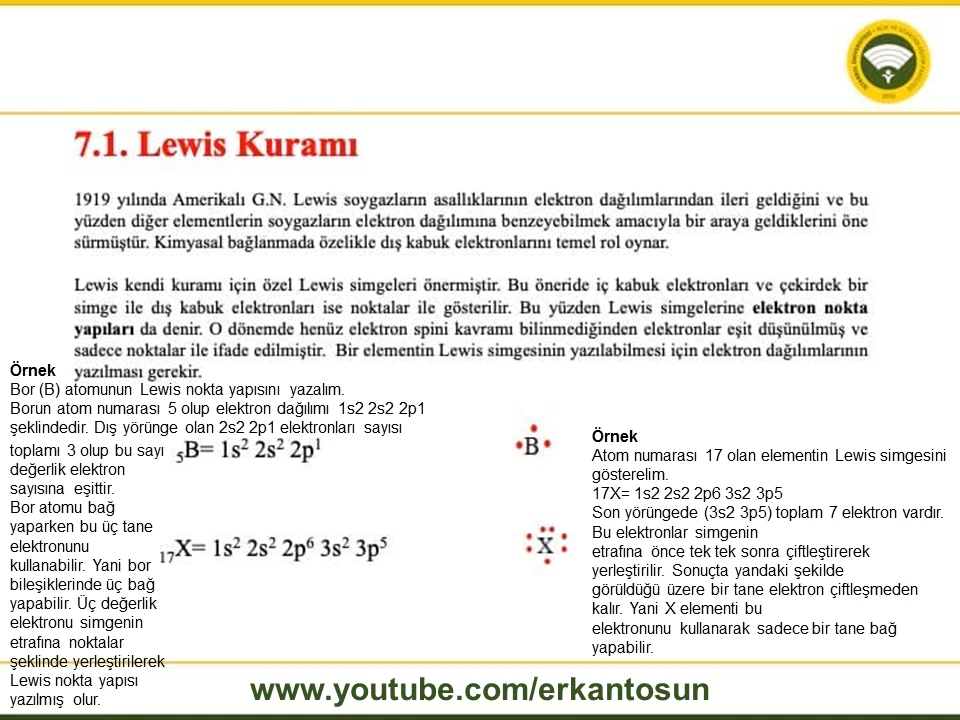 7.1. Lewis Kuramı
1919 yılında Amerikalı G.N. Lewis soygazların asallıklarının elektron dağılımlarından ileri geldiğini ve bu
yüzden diğer elementlerin soygazların elektron dağılımına benzeyebilmek amacıyla bir araya geldiklerini öne
sürmüştür. Kimyasal bağlanmada özelikle dış kabuk elektronlarını temel rol oynar.
Lewis kendi kuramı için özel Lewis simgeleri önermiştir. Bu öneride iç kabuk elektronları ve çekirdek bir
simge ile dış kabuk elektronları ise noktalar ile gösterilir. Bu yüzden Lewis simgelerine elektron nokta
yapıları da denir. O dönemde henüz elektron spini kavramı bilinmediğinden elektronlar eşit düşünülmüş ve
sadece noktalar ile ifade edilmiştir. Bir elementin Lewis simgesinin yazılabilmesi için elektron dağılımlarının
yazılması gerekir.
Örnek
Bor (B) atomunun Lewis nokta yapısını yazalım.
Borun atom numarası 5 olup elektron dağılımı 1s2 2s2 2p1
şeklindedir. Dış yörünge olan 2s2 2p1 elektronları sayısı
toplamı 3 olup bu sayı
değerlik elektron
sayısına eşittir.
Bor atomu bağ
yaparken bu üç tane
elektronunu
kullanabilir. Yani bor
bileşiklerinde üç bağ
yapabilir. Üç değerlik
elektronu simgenin
etrafına noktalar
şeklinde yerleştirilerek
Lewis nokta yapısı
yazılmış olur.
₅B= 1s² 2s² 2p¹
B
₁₇X= 1s² 2s² 2p⁶ 3s² 3p⁵
X
Örnek
Atom numarası 17 olan elementin Lewis simgesini
gösterelim.
17X= 1s2 2s2 2p6 3s2 3p5
Son yörüngede (3s2 3p5) toplam 7 elektron vardır.
Bu elektronlar simgenin
etrafına önce tek tek sonra çiftleştirerek
yerleştirilir. Sonuçta yandaki şekilde
görüldüğü üzere bir tane elektron çiftleşmeden
kalır. Yani X elementi bu
elektronunu kullanarak sadece bir tane bağ
yapabilir.
www.youtube.com/erkantosun